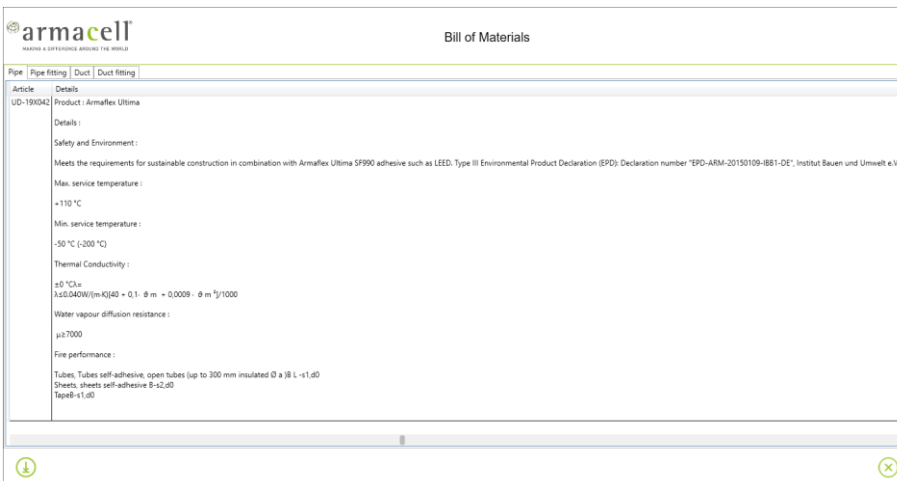 armacell
MAKING A DIFFERENCE AROUND THE WORLD
Bill of Materials
Pipe Pipe fitting Duct Duct fitting
Article Details
UD-19X042 Product : Armaflex Ultima
Details :
Safety and Environment :
Meets the requirements for sustainable construction in combination with Armaflex Ultima SF990 adhesive such as LEED. Type III Environmental Product Declaration (EPD): Declaration number "EPD-ARM-20150109-IBB1-DE", Institut Bauen und Umwelt e.V
Max. service temperature :
+110 °C
Min. service temperature :
-50 °C (-200 °C)
Thermal Conductivity :
±0 °Cλ=
λ≤0.040W/(m·K)[40 + 0,1· ϑ m + 0,0009 · ϑ m ²]/1000
Water vapour diffusion resistance :
μ≥7000
Fire performance :
Tubes, Tubes self-adhesive, open tubes (up to 300 mm insulated Ø a )B L -s1,d0
Sheets, sheets self-adhesive B-s2,d0
TapeB-s1,d0